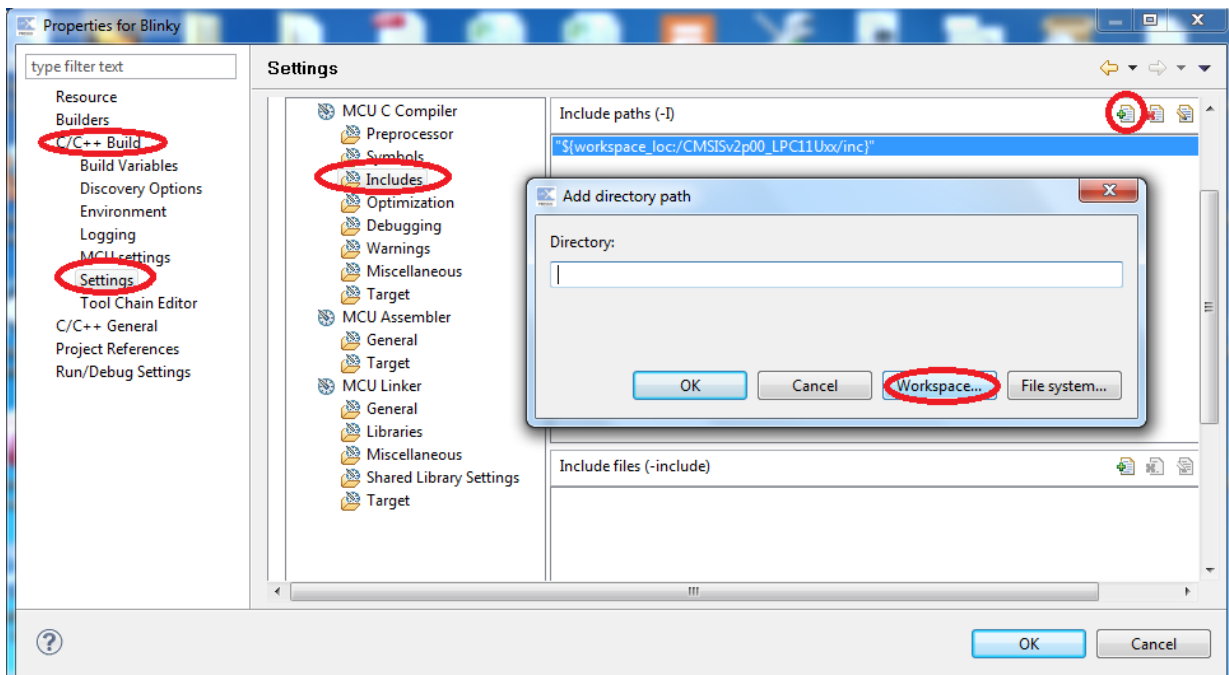 Properties for Blinky
type filter text
Resource
Builders
C/C++ Build
Build Variables
Discovery Options
Environment
Logging
MCU settings
Settings
Tool Chain Editor
C/C++ General
Project References
Run/Debug Settings
Settings
MCU C Compiler
Preprocessor
Symbols
Includes
Optimization
Debugging
Warnings
Miscellaneous
Target
MCU Assembler
General
Target
MCU Linker
General
Libraries
Miscellaneous
Shared Library Settings
Target
Include paths (-I)
"${workspace_loc:/CMSISv2p00_LPC11Uxx/inc}"
Add directory path
Directory:
OK Cancel Workspace... File system...
Include files (-include)
OK Cancel